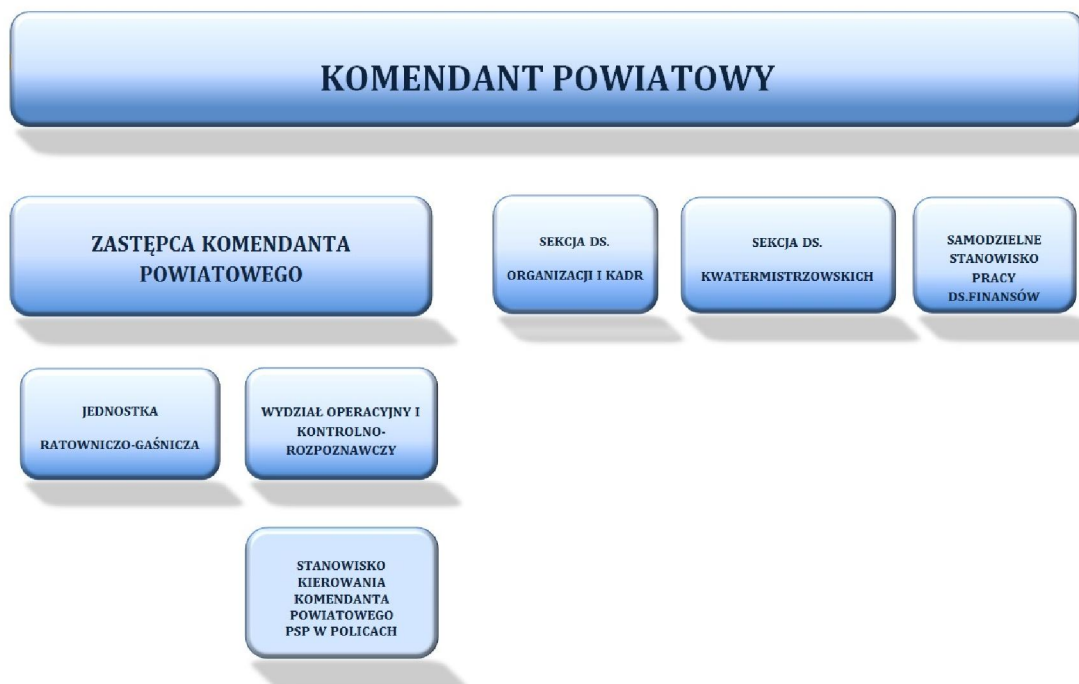 KOMENDANT POWIATOWY
ZASTĘPCA KOMENDANTA
POWIATOWEGO
SEKCJA DS.
ORGANIZACJI I KADR
SEKCJA DS.
KWATERMISTRZOWSKICH
SAMODZIELNE
STANOWISKO
PRACY
DS.FINANSÓW
JEDNOSTKA
RATOWNICZO-GAŚNICZA
WYDZIAŁ OPERACYJNY I
KONTROLNO-
ROZPOZNAWCZY
STANOWISKO
KIEROWANIA
KOMENDANTA
POWIATOWEGO
PSP W POLICACH